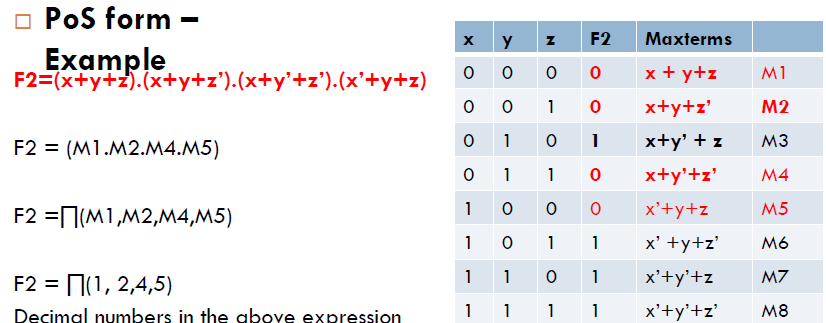 PoS form –
Example
F2=(x+y+z).(x+y+z’).(x+y’+z’).(x’+y+z)
F2 = (M1.M2.M4.M5)
F2 =∏(M1,M2,M4,M5)
F2 = ∏(1, 2,4,5)
Decimal numbers in the above expression
x y z F2 Maxterms
0 0 0 0 x + y+z M1
0 0 1 0 x+y+z’ M2
0 1 0 1 x+y’ + z M3
0 1 1 0 x+y’+z’ M4
1 0 0 0 x’+y+z M5
1 0 1 1 x’ +y+z’ M6
1 1 0 1 x’+y’+z M7
1 1 1 1 x’+y’+z’ M8